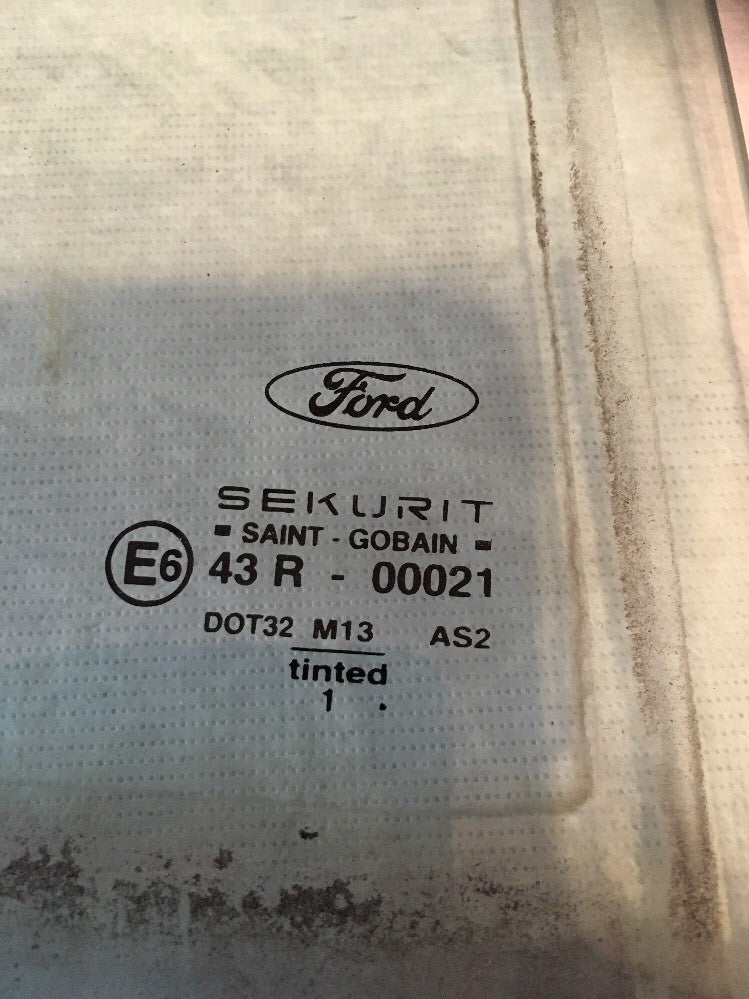 Ford
SEKURIT
SAINT - GOBAIN
E6 43 R - 00021
DOT32 M13 AS2
tinted
1 .